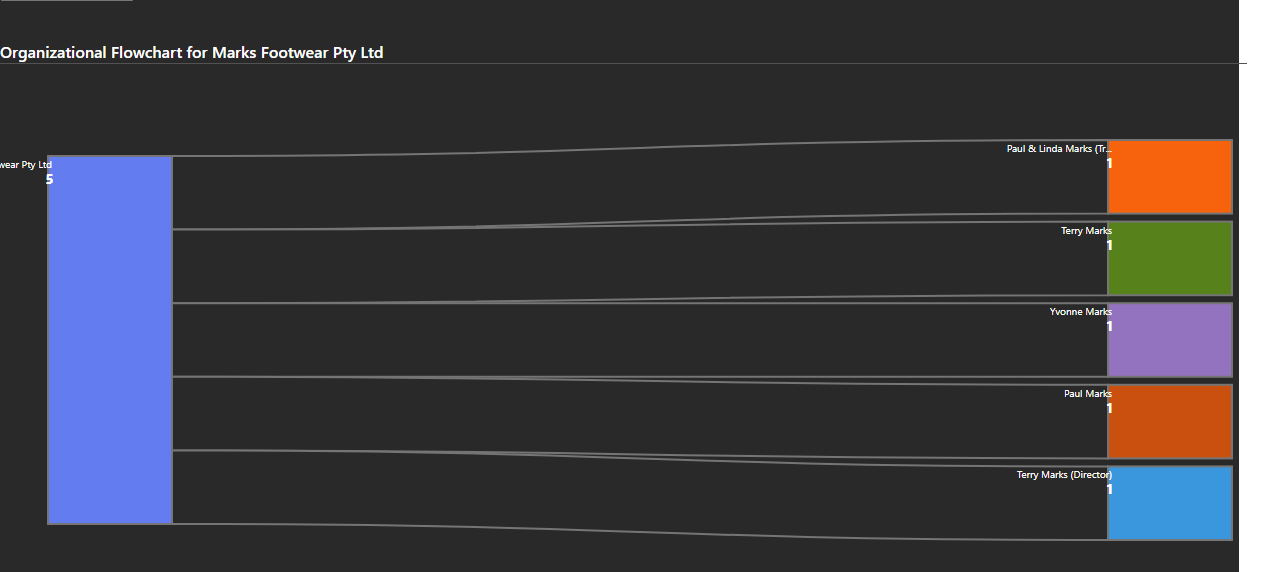 Organizational Flowchart for Marks Footwear Pty Ltd
wear Pty Ltd
5
Paul & Linda Marks (Tr...
1
Terry Marks
1
Yvonne Marks
1
Paul Marks
1
Terry Marks (Director)
1